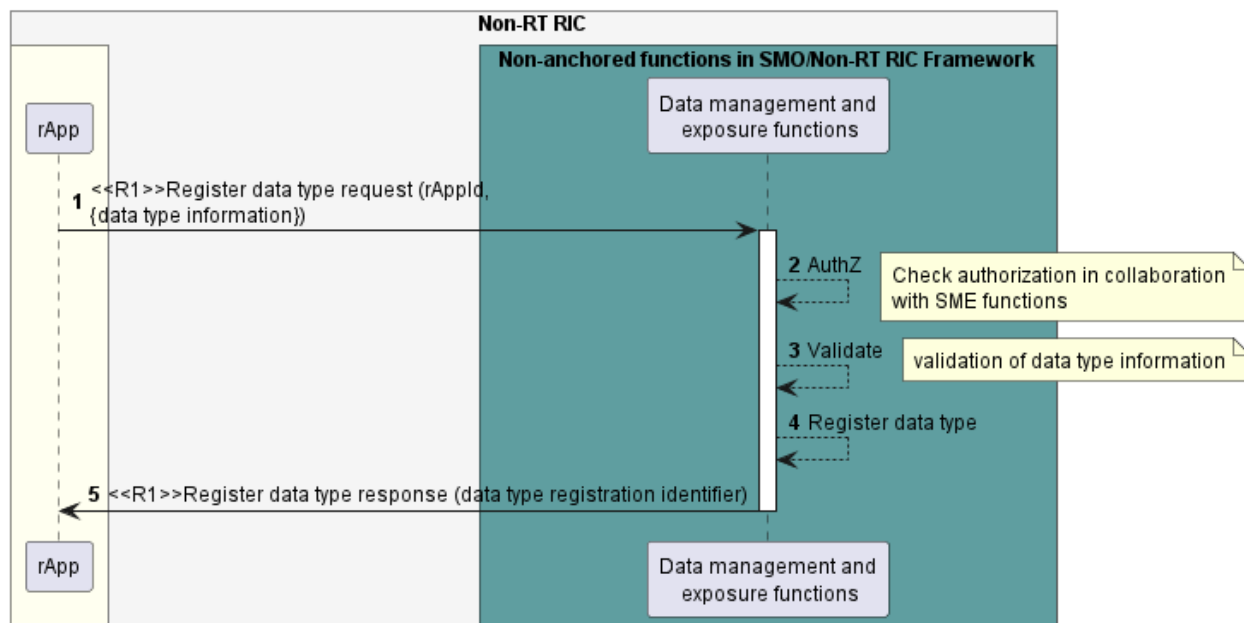 Non-RT RIC
Non-anchored functions in SMO/Non-RT RIC Framework
rApp
Data management and
exposure functions
1 <<R1>>Register data type request (rAppId,
{data type information})
2 AuthZ
Check authorization in collaboration
with SME functions
3 Validate
validation of data type information
4 Register data type
5 <<R1>>Register data type response (data type registration identifier)
rApp
Data management and
exposure functions